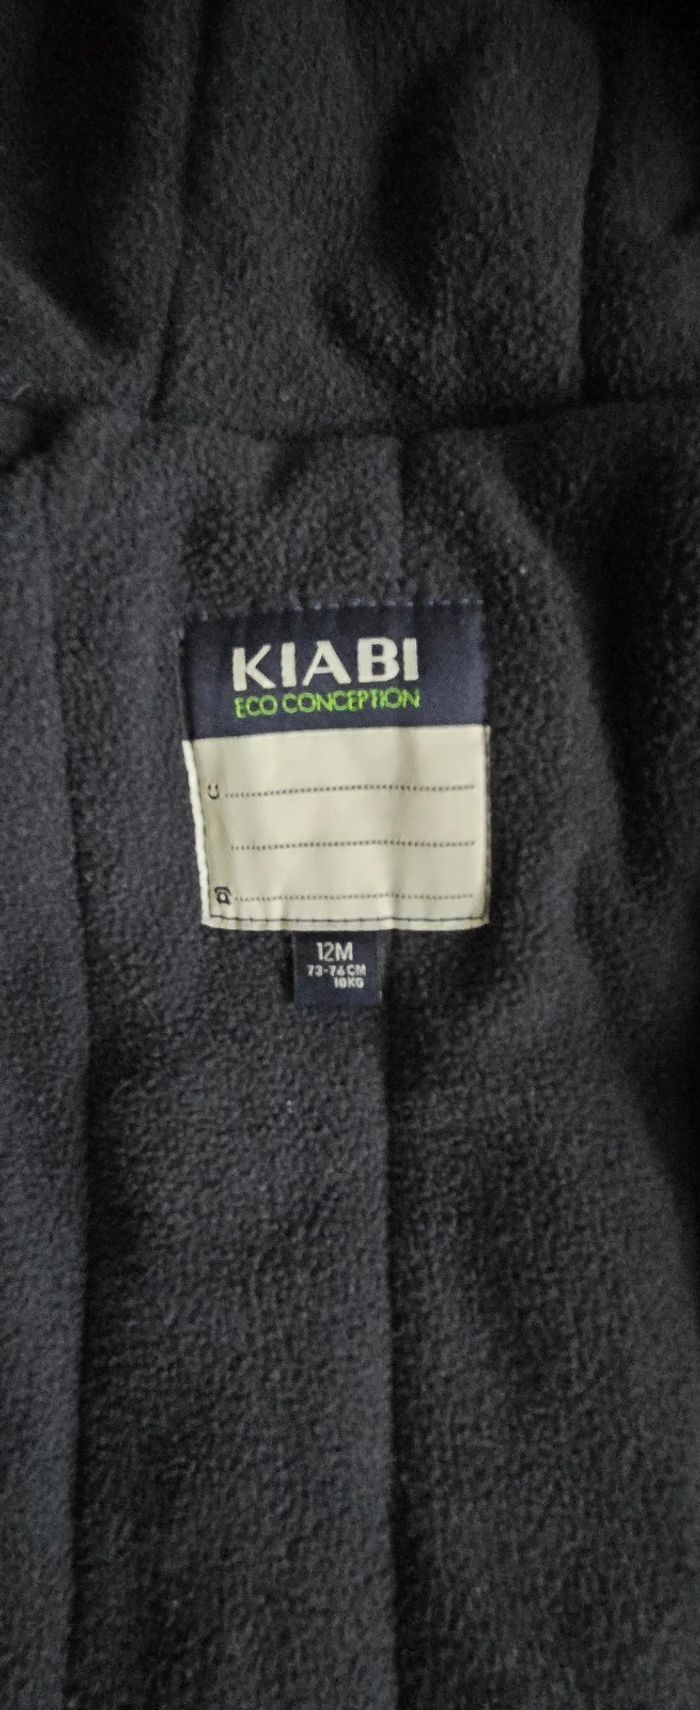 KIABI
ECO CONCEPTION
12M
73-74CM
10KG